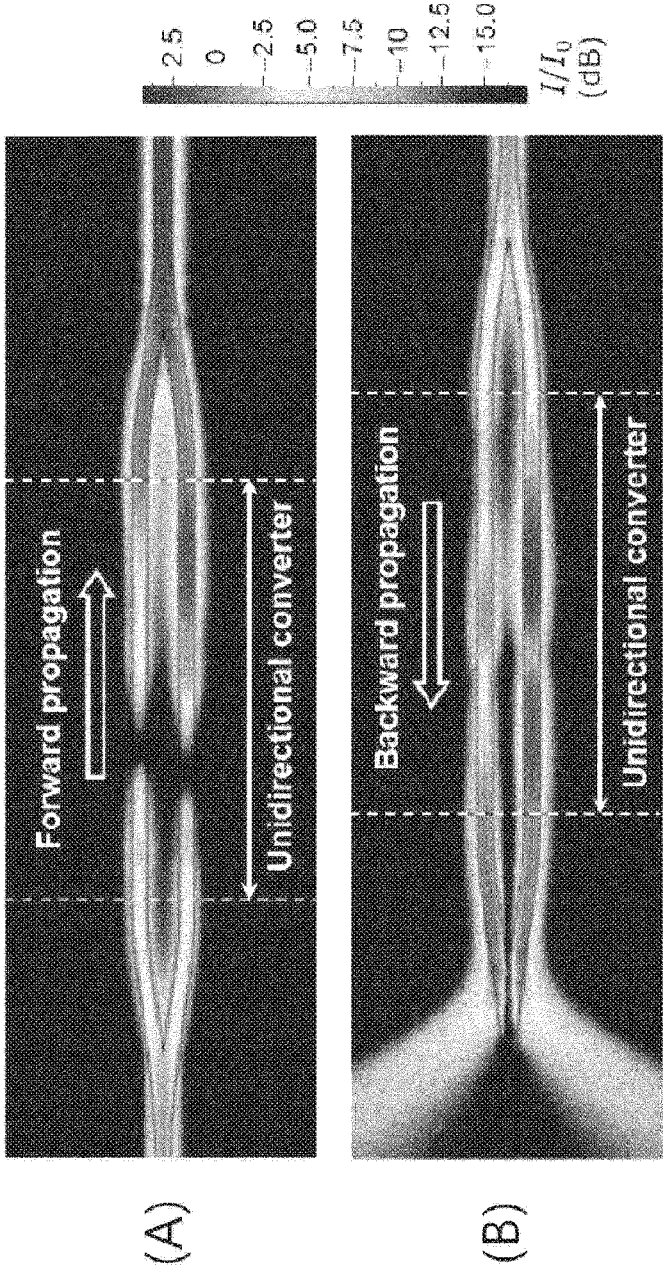 (A)
Forward propagation
Unidirectional converter
(B)
Backward propagation
Unidirectional converter
2.5
0
-2.5
-5.0
-7.5
-10
-12.5
-15.0
I/I₀
(dB)